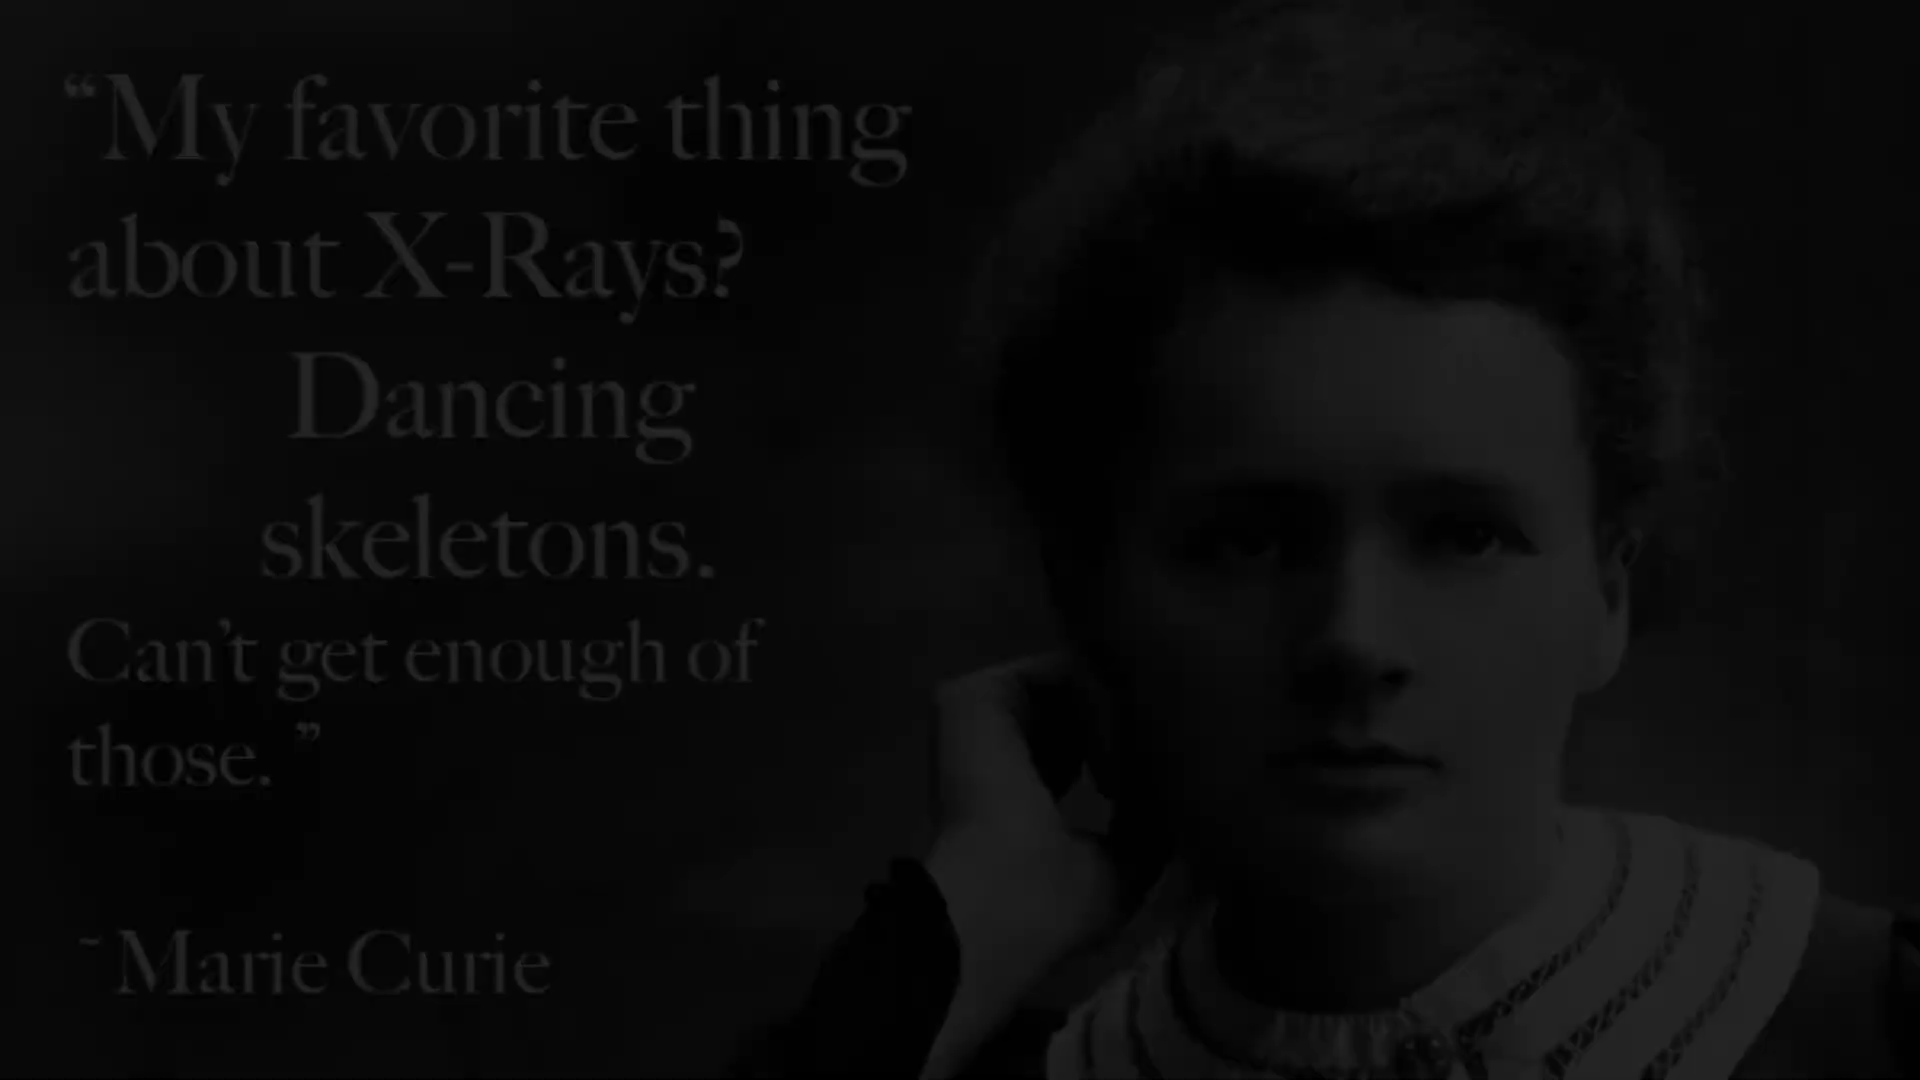 “My favorite thing
about X-Rays?
Dancing
skeletons.
Can’t get enough of
those. ”
~ Marie Curie